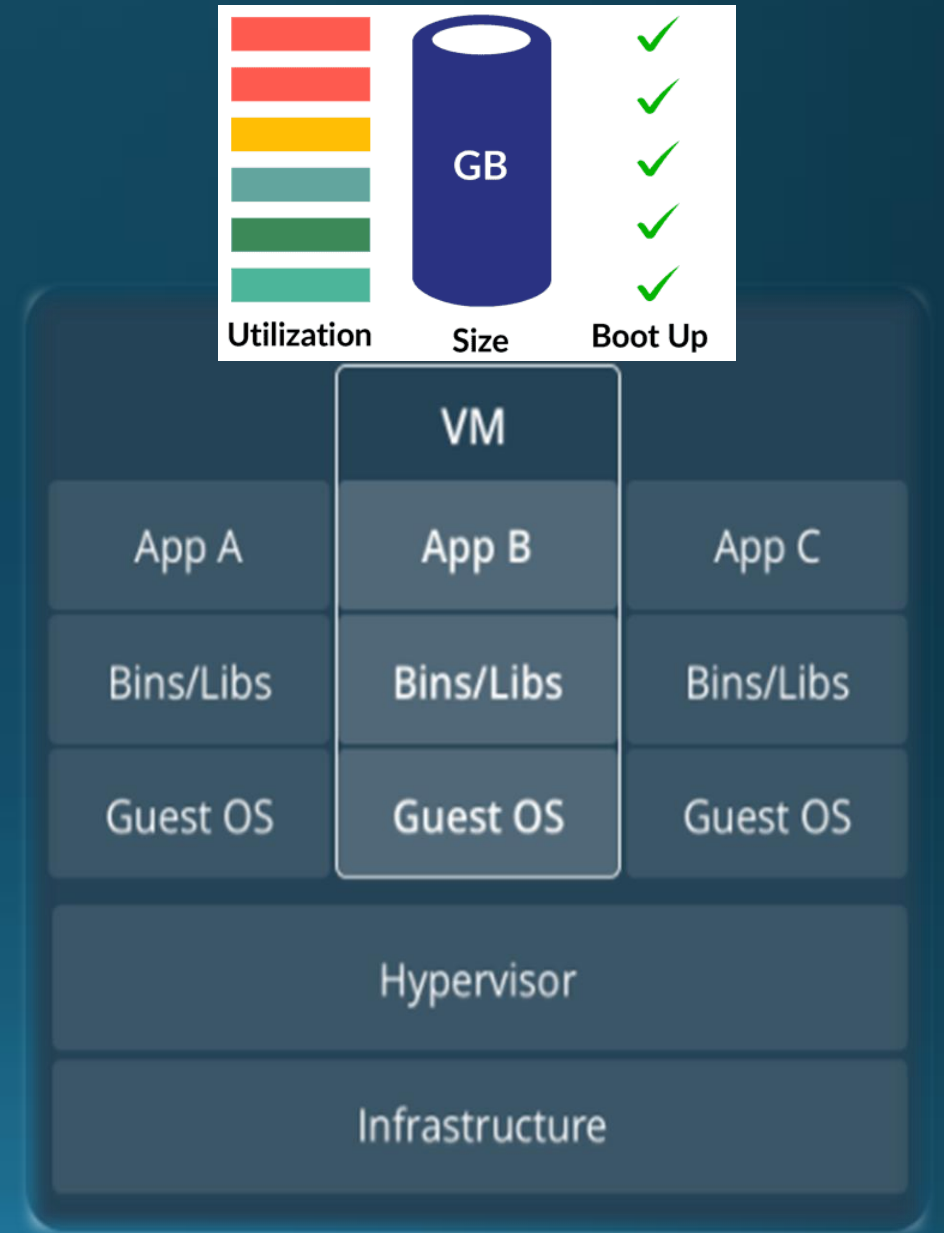 GB
Utilization Size Boot Up
VM
App A App B App C
Bins/Libs Bins/Libs Bins/Libs
Guest OS Guest OS Guest OS
Hypervisor
Infrastructure